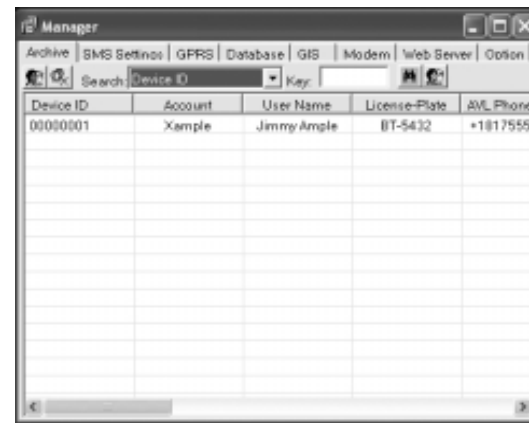 Manager
Archive SMS Settings GPRS Database GIS Modem Web Server Option
Search: Device ID Key:
Device ID Account User Name License-Plate AVL Phone
00000001 Xample Jimmy Ample BT-5432 +1817555